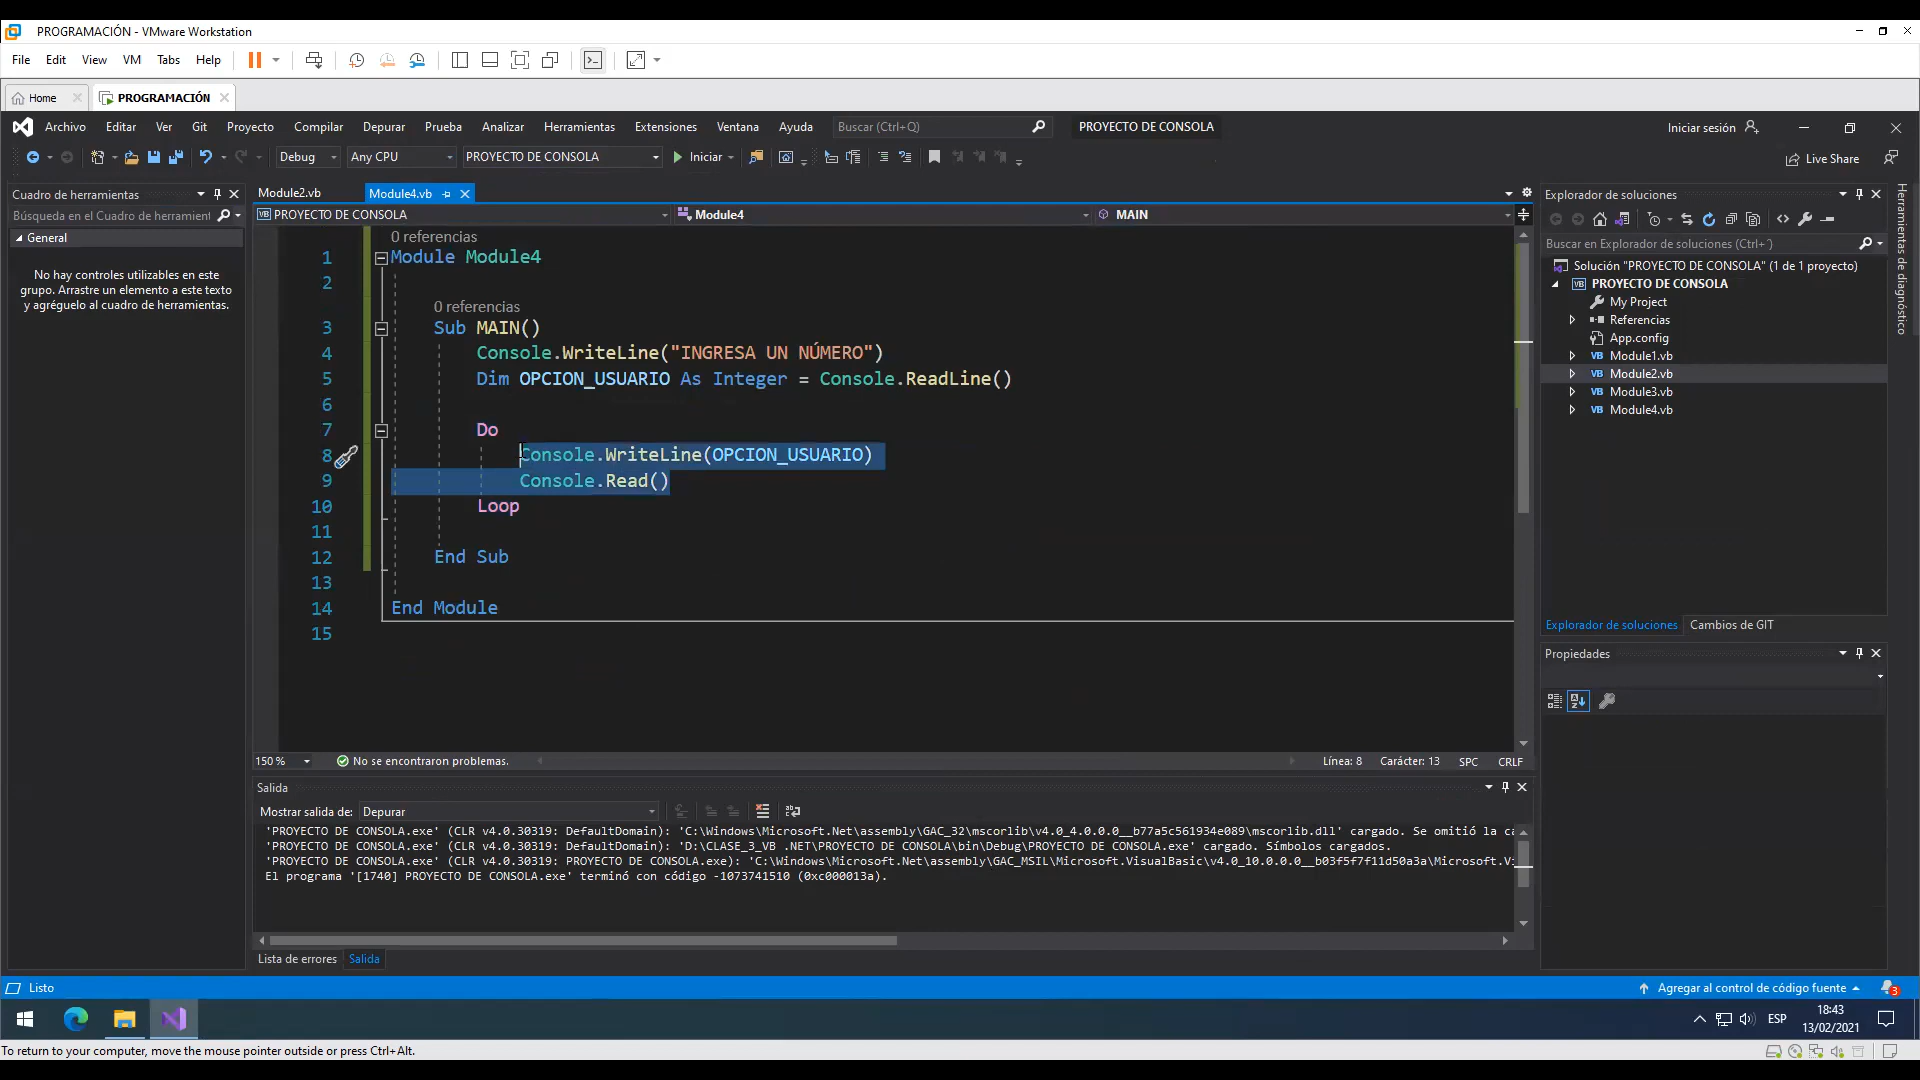 PROGRAMACIÓN - VMware Workstation
File Edit View VM Tabs Help
Home PROGRAMACIÓN
Archivo Editar Ver Git Proyecto Compilar Depurar Prueba Analizar Herramientas Extensiones Ventana Ayuda Buscar (Ctrl+Q) PROYECTO DE CONSOLA Iniciar sesión
Debug Any CPU PROYECTO DE CONSOLA Iniciar Live Share
Cuadro de herramientas
Búsqueda en el Cuadro de herramient
General
No hay controles utilizables en este
grupo. Arrastre un elemento a este texto
y agréguelo al cuadro de herramientas.
Module2.vb Module4.vb
PROYECTO DE CONSOLA Module4 MAIN
0 referencias
1 Module Module4
2
0 referencias
3 Sub MAIN()
4 Console.WriteLine("INGRESA UN NÚMERO")
5 Dim OPCION_USUARIO As Integer = Console.ReadLine()
6
7 Do
8 Console.WriteLine(OPCION_USUARIO)
9 Console.Read()
10 Loop
11
12 End Sub
13
14 End Module
15
150 % No se encontraron problemas. Línea: 8 Carácter: 13 SPC CRLF
Salida
Mostrar salida de: Depurar
'PROYECTO DE CONSOLA.exe' (CLR v4.0.30319: DefaultDomain): 'C:\Windows\Microsoft.Net\assembly\GAC_32\mscorlib\v4.0_4.0.0.0__b77a5c561934e089\mscorlib.dll' cargado. Se omitió la ca
'PROYECTO DE CONSOLA.exe' (CLR v4.0.30319: DefaultDomain): 'D:\CLASE_3_VB .NET\PROYECTO DE CONSOLA\bin\Debug\PROYECTO DE CONSOLA.exe' cargado. Símbolos cargados.
'PROYECTO DE CONSOLA.exe' (CLR v4.0.30319: PROYECTO DE CONSOLA.exe): 'C:\Windows\Microsoft.Net\assembly\GAC_MSIL\Microsoft.VisualBasic\v4.0_10.0.0.0__b03f5f7f11d50a3a\Microsoft.Vi
El programa '[1740] PROYECTO DE CONSOLA.exe' terminó con código -1073741510 (0xc000013a).
Lista de errores Salida
Explorador de soluciones
Buscar en Explorador de soluciones (Ctrl+´)
Solución "PROYECTO DE CONSOLA" (1 de 1 proyecto)
PROYECTO DE CONSOLA
My Project
Referencias
App.config
VB Module1.vb
VB Module2.vb
VB Module3.vb
VB Module4.vb
Explorador de soluciones Cambios de GIT
Propiedades
Herramientas de diagnóstico
Listo Agregar al control de código fuente 3
ESP 18:43
13/02/2021
To return to your computer, move the mouse pointer outside or press Ctrl+Alt.